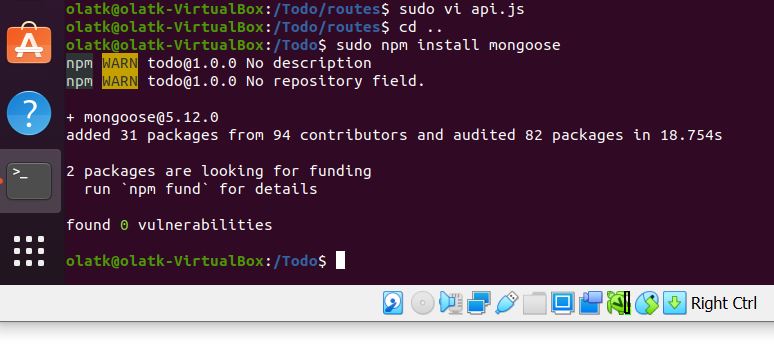 olatk@olatk-VirtualBox:/Todo/routes$ sudo vi api.js
olatk@olatk-VirtualBox:/Todo/routes$ cd ..
olatk@olatk-VirtualBox:/Todo$ sudo npm install mongoose
npm WARN todo@1.0.0 No description
npm WARN todo@1.0.0 No repository field.
+ mongoose@5.12.0
added 31 packages from 94 contributors and audited 82 packages in 18.754s
2 packages are looking for funding
run `npm fund` for details
found 0 vulnerabilities
olatk@olatk-VirtualBox:/Todo$
Right Ctrl